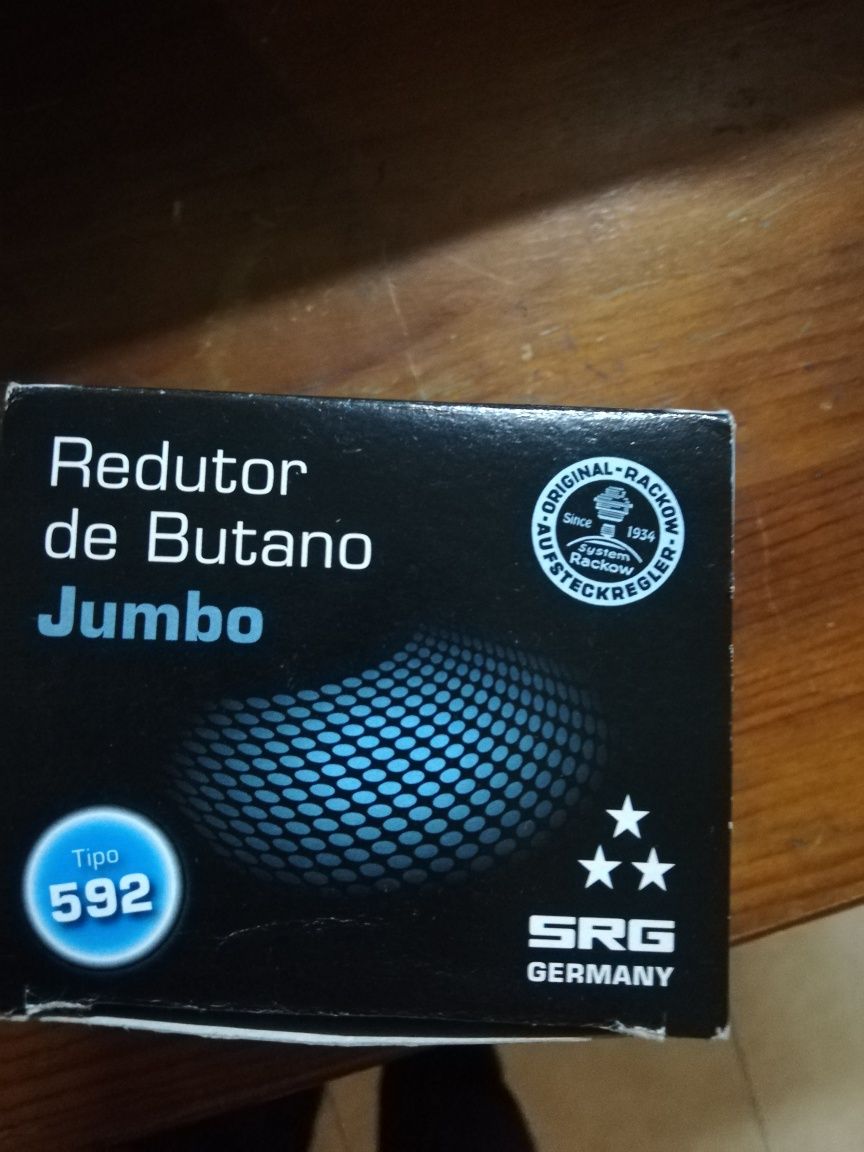 Redutor
de Butano
Jumbo
ORIGINAL-RACKOW
Since 1934
System
Rackow
AUFSTECKREGLER
Tipo
592
SRG
GERMANY